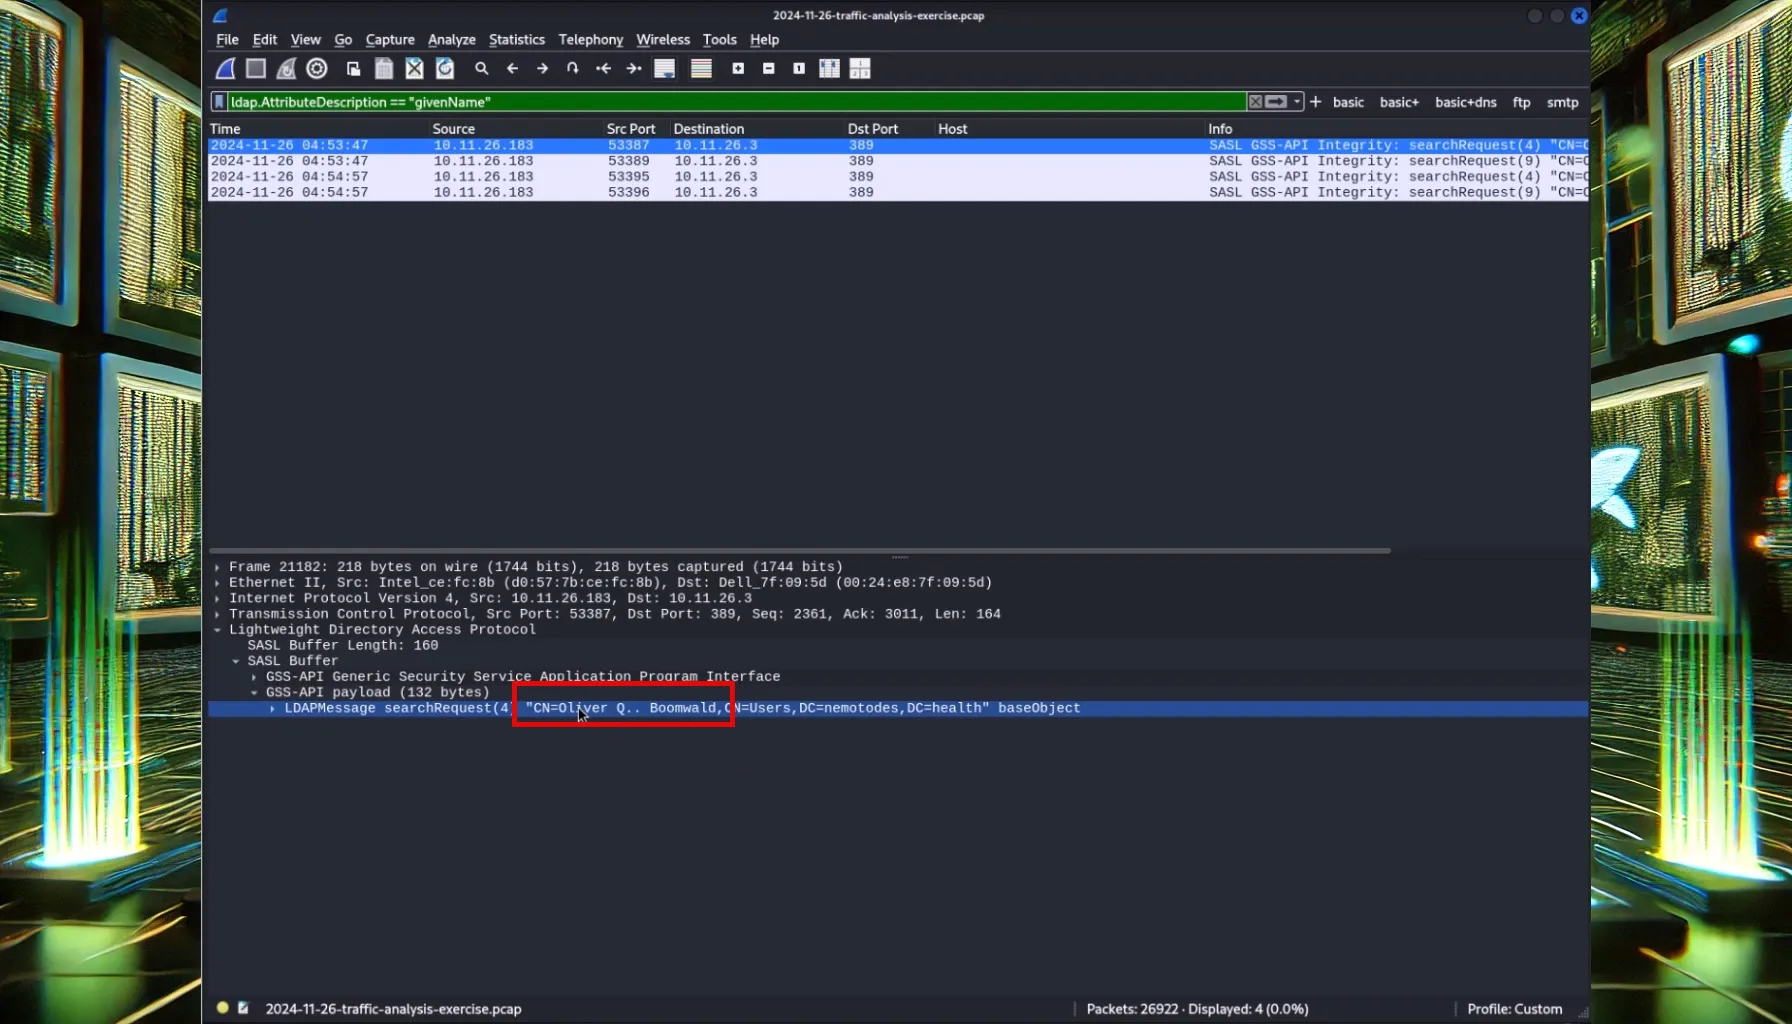 2024-11-26-traffic-analysis-exercise.pcap
File Edit View Go Capture Analyze Statistics Telephony Wireless Tools Help
ldap.AttributeDescription == "givenName" + basic basic+ basic+dns ftp smtp
Time Source Src Port Destination Dst Port Host Info
2024-11-26 04:53:47 10.11.26.183 53387 10.11.26.3 389 SASL GSS-API Integrity: searchRequest(4) "CN=O
2024-11-26 04:53:47 10.11.26.183 53389 10.11.26.3 389 SASL GSS-API Integrity: searchRequest(9) "CN=O
2024-11-26 04:54:57 10.11.26.183 53395 10.11.26.3 389 SASL GSS-API Integrity: searchRequest(4) "CN=O
2024-11-26 04:54:57 10.11.26.183 53396 10.11.26.3 389 SASL GSS-API Integrity: searchRequest(9) "CN=O
Frame 21182: 218 bytes on wire (1744 bits), 218 bytes captured (1744 bits)
Ethernet II, Src: Intel_ce:fc:8b (d0:57:7b:ce:fc:8b), Dst: Dell_7f:09:5d (00:24:e8:7f:09:5d)
Internet Protocol Version 4, Src: 10.11.26.183, Dst: 10.11.26.3
Transmission Control Protocol, Src Port: 53387, Dst Port: 389, Seq: 2361, Ack: 3011, Len: 164
Lightweight Directory Access Protocol
SASL Buffer Length: 160
SASL Buffer
GSS-API Generic Security Service Application Program Interface
GSS-API payload (132 bytes)
LDAPMessage searchRequest(4) "CN=Oliver Q.. Boomwald,CN=Users,DC=nemotodes,DC=health" baseObject
2024-11-26-traffic-analysis-exercise.pcap Packets: 26922 · Displayed: 4 (0.0%) Profile: Custom